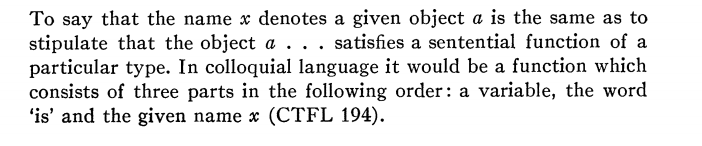 To say that the name x denotes a given object a is the same as to
stipulate that the object a . . . satisfies a sentential function of a
particular type. In colloquial language it would be a function which
consists of three parts in the following order: a variable, the word
‘is’ and the given name x (CTFL 194).